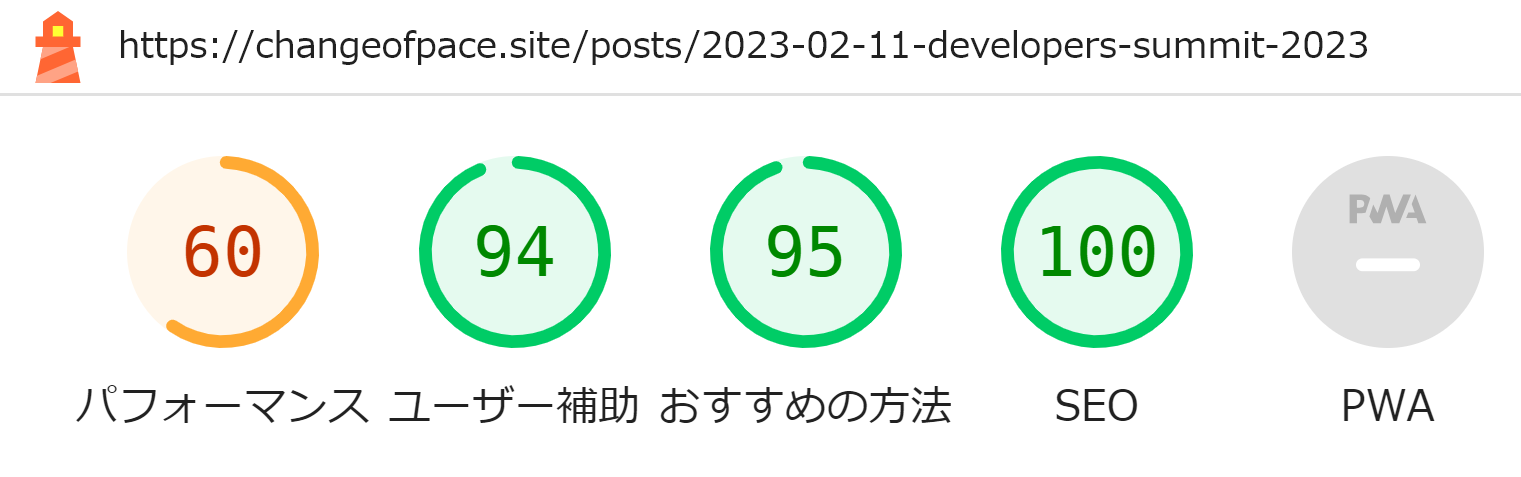 https://changeofpace.site/posts/2023-02-11-developers-summit-2023
60 94 95 100 PWA
パフォーマンス ユーザー補助 おすすめの方法 SEO PWA